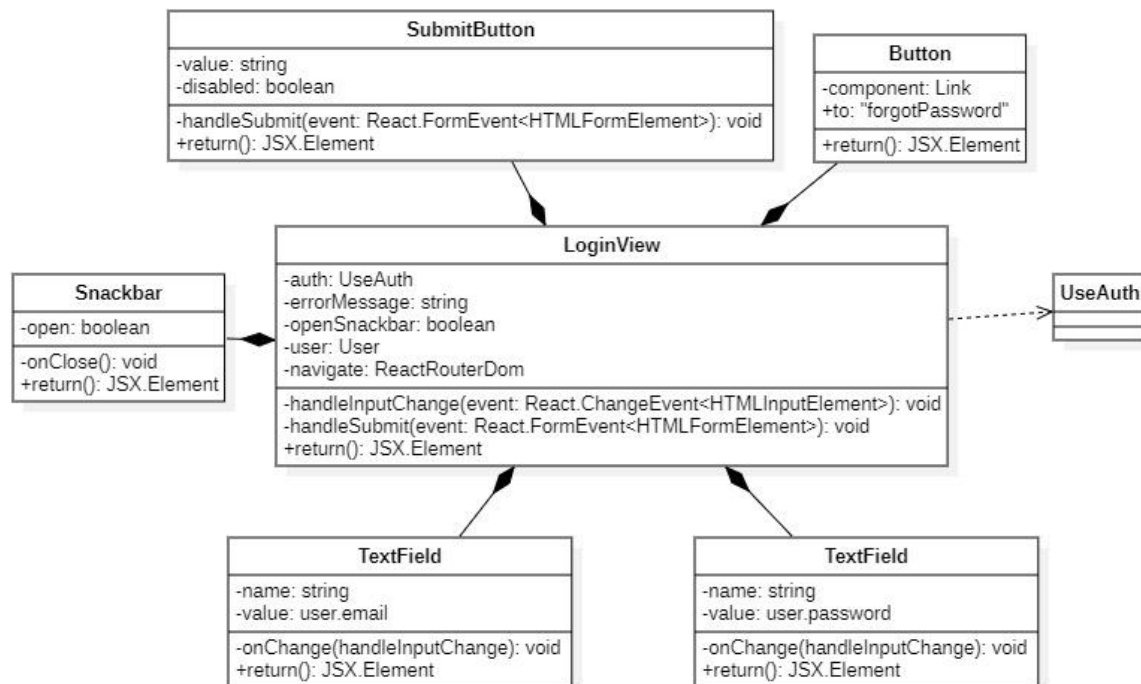 SubmitButton
-value: string
-disabled: boolean
-handleSubmit(event: React.FormEvent<HTMLFormElement>): void
+return(): JSX.Element
Button
-component: Link
+to: "forgotPassword"
+return(): JSX.Element
LoginView
-auth: UseAuth
-errorMessage: string
-openSnackbar: boolean
-user: User
-navigate: ReactRouterDom
-handleInputChange(event: React.ChangeEvent<HTMLInputElement>): void
-handleSubmit(event: React.FormEvent<HTMLFormElement>): void
+return(): JSX.Element
Snackbar
-open: boolean
-onClose(): void
+return(): JSX.Element
UseAuth
TextField
-name: string
-value: user.email
-onChange(handleInputChange): void
+return(): JSX.Element
TextField
-name: string
-value: user.password
-onChange(handleInputChange): void
+return(): JSX.Element